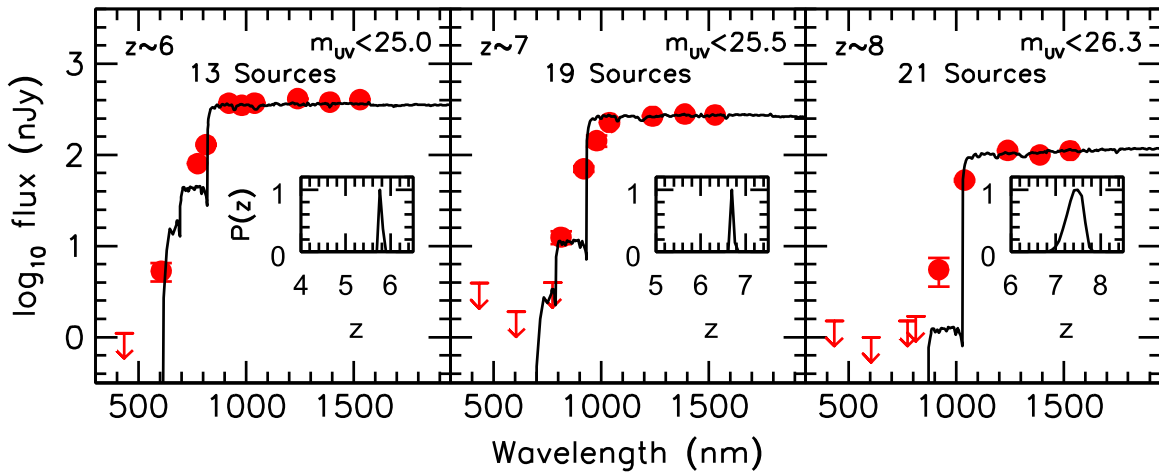 z~6
m_UV<25.0
13 Sources
z~7
m_UV<25.5
19 Sources
z~8
m_UV<26.3
21 Sources
log10 flux (nJy)
3
2
1
0
P(z)
1
0
4 5 6
z
1
0
5 6 7
z
1
0
6 7 8
z
500 1000 1500
500 1000 1500
500 1000 1500
Wavelength (nm)